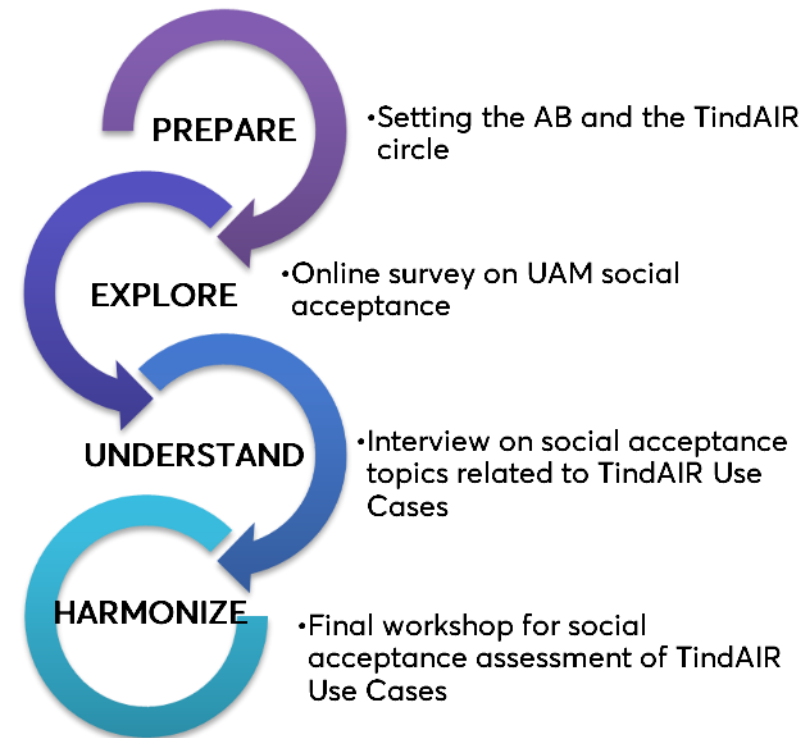 PREPARE
•Setting the AB and the TindAIR
circle
EXPLORE
•Online survey on UAM social
acceptance
UNDERSTAND
•Interview on social acceptance
topics related to TindAIR Use
Cases
HARMONIZE
•Final workshop for social
acceptance assessment of TindAIR
Use Cases